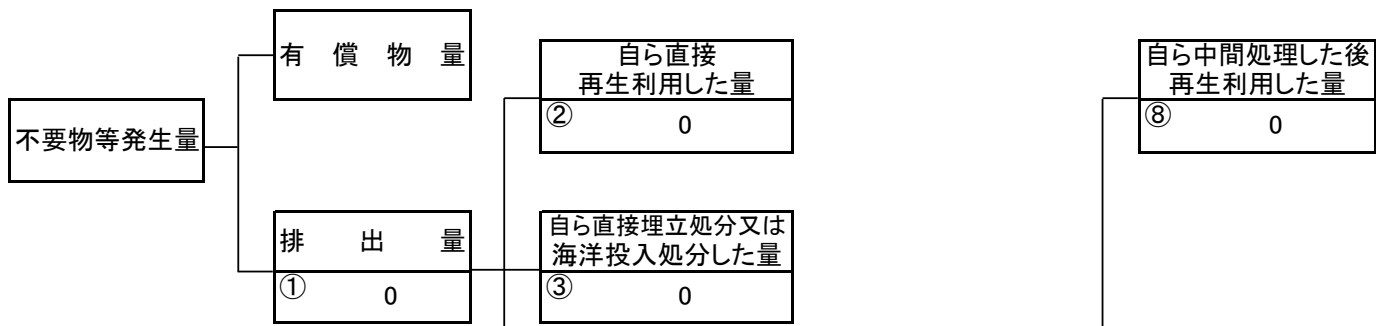 不要物等発生量
有償物量
排出量
① 0
自ら直接
再生利用した量
② 0
自ら直接埋立処分又は
海洋投入処分した量
③ 0
自ら中間処理した後
再生利用した量
⑧ 0